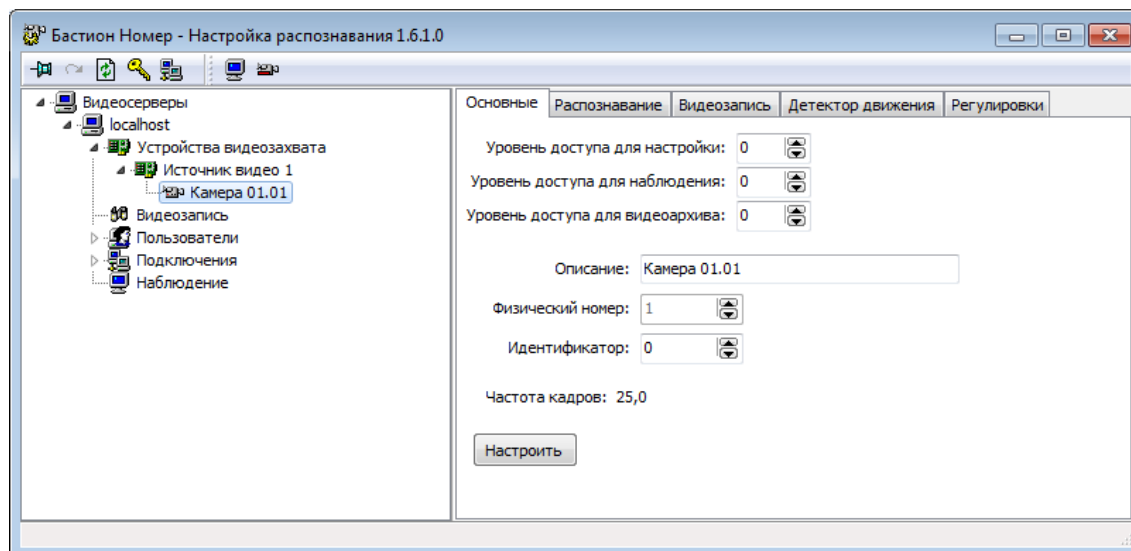 Бастион Номер - Настройка распознавания 1.6.1.0
Видеосерверы
localhost
Устройства видеозахвата
Источник видео 1
Камера 01.01
Видеозапись
Пользователи
Подключения
Наблюдение
Основные Распознавание Видеозапись Детектор движения Регулировки
Уровень доступа для настройки: 0
Уровень доступа для наблюдения: 0
Уровень доступа для видеоархива: 0
Описание: Камера 01.01
Физический номер: 1
Идентификатор: 0
Частота кадров: 25,0
Настроить